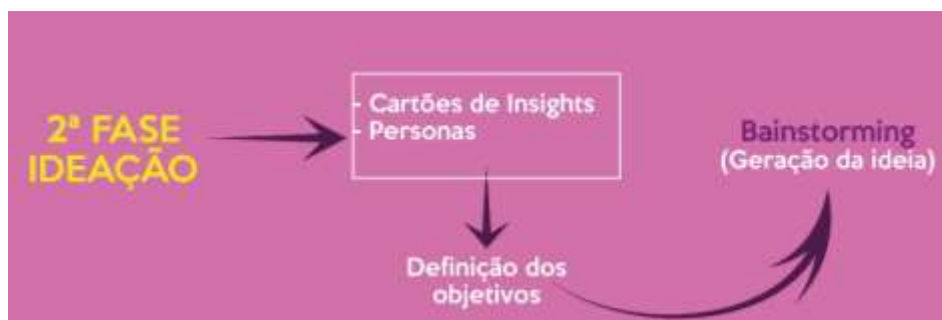 2ª FASE
IDEAÇÃO
- Cartões de Insights
- Personas
Definição dos
objetivos
Bainstorming
(Geração da ideia)